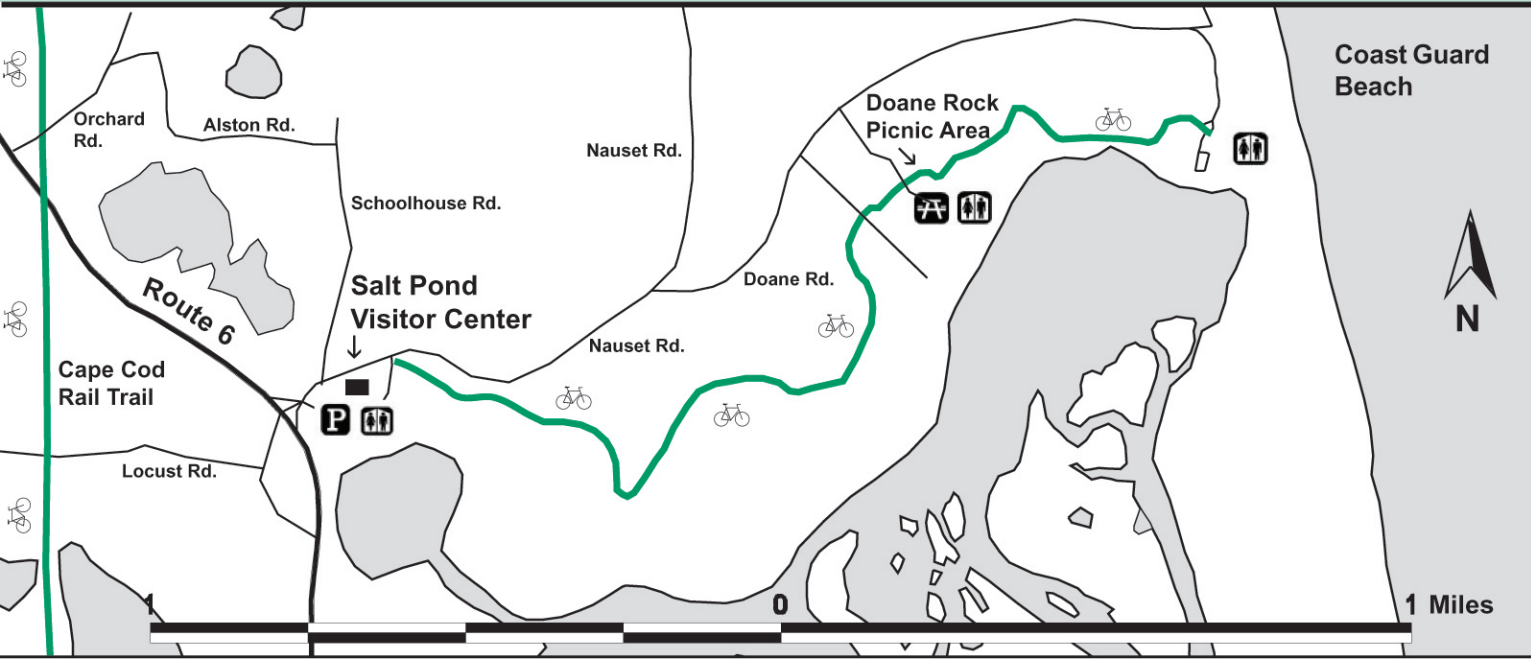 Coast Guard
Beach
Doane Rock
Picnic Area
Orchard
Rd.
Alston Rd.
Nauset Rd.
Schoolhouse Rd.
Salt Pond
Visitor Center
Doane Rd.
Route 6
N
Nauset Rd.
Cape Cod
Rail Trail
P
Locust Rd.
1
0
1 Miles